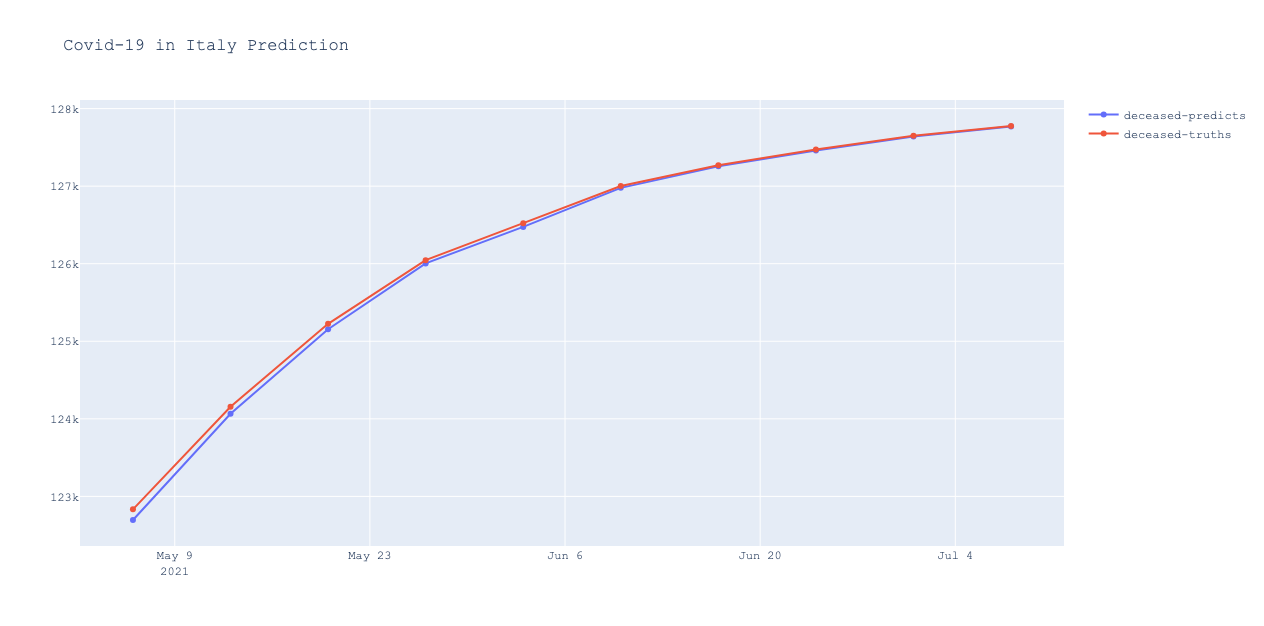 Covid-19 in Italy Prediction
128k
127k
126k
125k
124k
123k
May 9
2021
May 23
Jun 6
Jun 20
Jul 4
deceased-predicts
deceased-truths